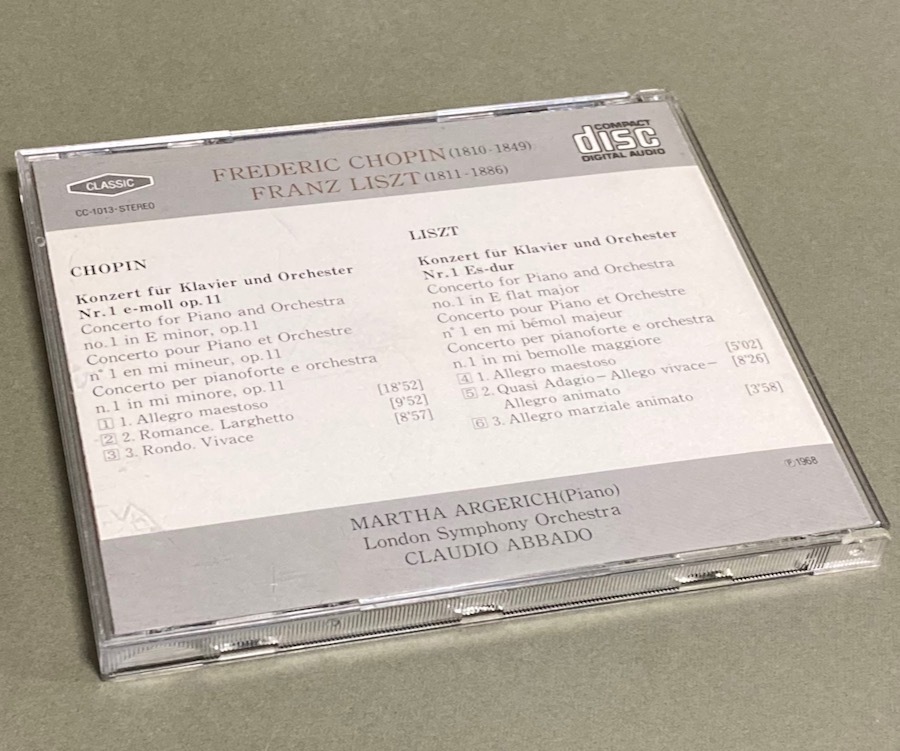 CLASSIC
CC-1013-STEREO
FREDERIC CHOPIN(1810-1849)
FRANZ LISZT(1811-1886)
COMPACT
disc
DIGITAL AUDIO
CHOPIN
Konzert für Klavier und Orchester
Nr.1 e-moll op.11
Concerto for Piano and Orchestra
no.1 in E minor, op.11
Concerto pour Piano et Orchestre
n°1 en mi mineur, op.11
Concerto per pianoforte e orchestra
n.1 in mi minore, op.11
1 1. Allegro maestoso [18'52]
2 2. Romance. Larghetto [9'52]
3 3. Rondo. Vivace [8'57]
LISZT
Konzert für Klavier und Orchester
Nr.1 Es-dur
Concerto for Piano and Orchestra
no.1 in E flat major
Concerto pour Piano et Orchestre
n°1 en mi bémol majeur
Concerto per pianoforte e orchestra
n.1 in mi bemolle maggiore
4 1. Allegro maestoso [5'02]
5 2. Quasi Adagio－Allego vivace－ [8'26]
Allegro animato
6 3. Allegro marziale animato [3'58]
℗1968
MARTHA ARGERICH(Piano)
London Symphony Orchestra
CLAUDIO ABBADO